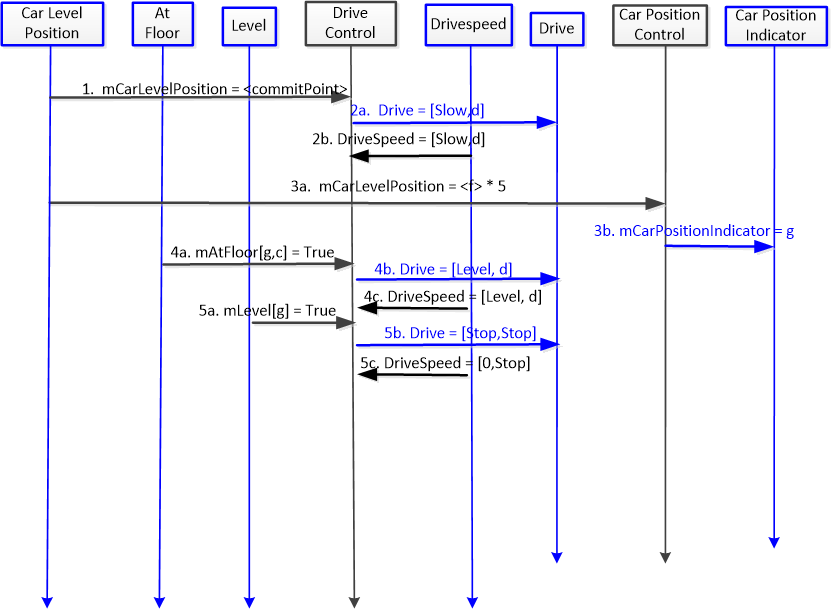 Car Level
Position
At
Floor
Level
Drive
Control
Drivespeed
Drive
Car Position
Control
Car Position
Indicator
1.  mCarLevelPosition = <commitPoint>
2a.  Drive = [Slow,d]
2b. DriveSpeed = [Slow,d]
3a.  mCarLevelPosition = <f> * 5
3b. mCarPositionIndicator = g
4a. mAtFloor[g,c] = True
4b. Drive = [Level, d]
4c. DriveSpeed = [Level, d]
5a. mLevel[g] = True
5b. Drive = [Stop,Stop]
5c. DriveSpeed = [0,Stop]